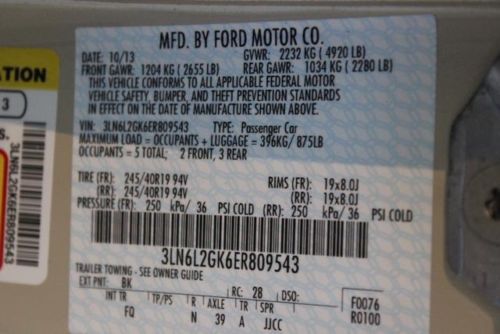 MFD. BY FORD MOTOR CO.
DATE: 10/13 GVWR: 2232 KG ( 4920 LB)
FRONT GAWR: 1204 KG ( 2655 LB) REAR GAWR: 1034 KG ( 2280 LB)
THIS VEHICLE CONFORMS TO ALL APPLICABLE FEDERAL MOTOR
VEHICLE SAFETY, BUMPER, AND THEFT PREVENTION STANDARDS
IN EFFECT ON THE DATE OF MANUFACTURE SHOWN ABOVE.
VIN: 3LN6L2GK6ER809543 TYPE: Passenger Car
MAXIMUM LOAD = OCCUPANTS + LUGGAGE = 396KG/ 875LB
OCCUPANTS = 5 TOTAL; 2 FRONT, 3 REAR
TIRE (FR): 245/40R19 94V RIMS (FR): 19x8.0J
(RR): 245/40R19 94V (RR): 19x8.0J
PRESSURE (FR): 250 kPa/ 36 PSI COLD (RR): 250 kPa/ 36 PSI COLD
3LN6L2GK6ER809543
TRAILER TOWING - SEE OWNER GUIDE
EXT PNT: BK RC: 28 DSO: F0076
INT TR TP/PS R AXLE TR SPR R0100
FQ N 39 A JJCC
ATION
3
S.
3LN6L2GK6ER809543